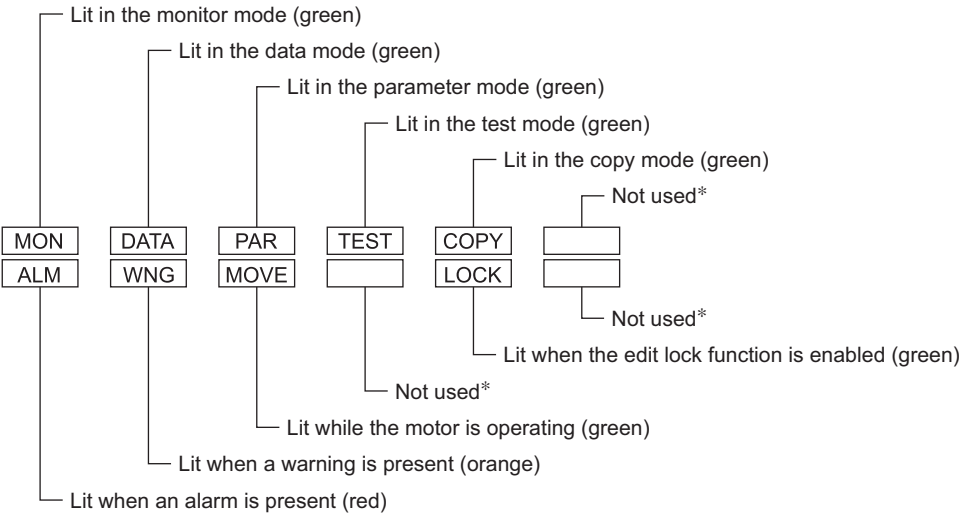 Lit in the monitor mode (green)
Lit in the data mode (green)
Lit in the parameter mode (green)
Lit in the test mode (green)
Lit in the copy mode (green)
Not used*
MON DATA PAR TEST COPY
ALM WNG MOVE LOCK
Not used*
Lit when the edit lock function is enabled (green)
Not used*
Lit while the motor is operating (green)
Lit when a warning is present (orange)
Lit when an alarm is present (red)